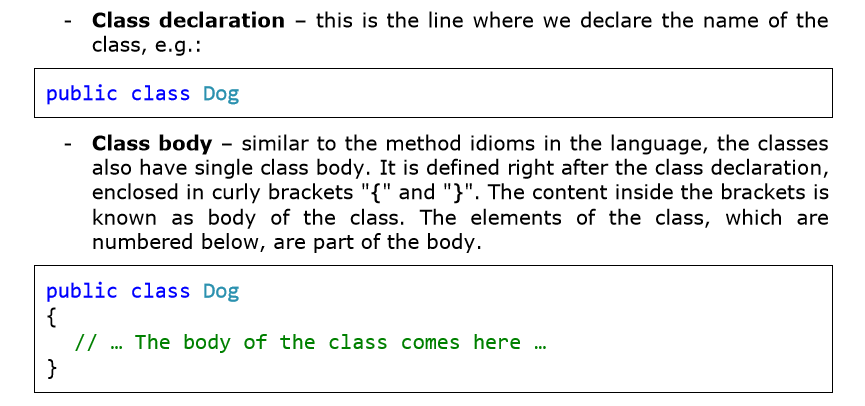 - Class declaration – this is the line where we declare the name of the
class, e.g.:
public class Dog
- Class body – similar to the method idioms in the language, the classes
also have single class body. It is defined right after the class declaration,
enclosed in curly brackets "{" and "}". The content inside the brackets is
known as body of the class. The elements of the class, which are
numbered below, are part of the body.
public class Dog
{
// … The body of the class comes here …
}